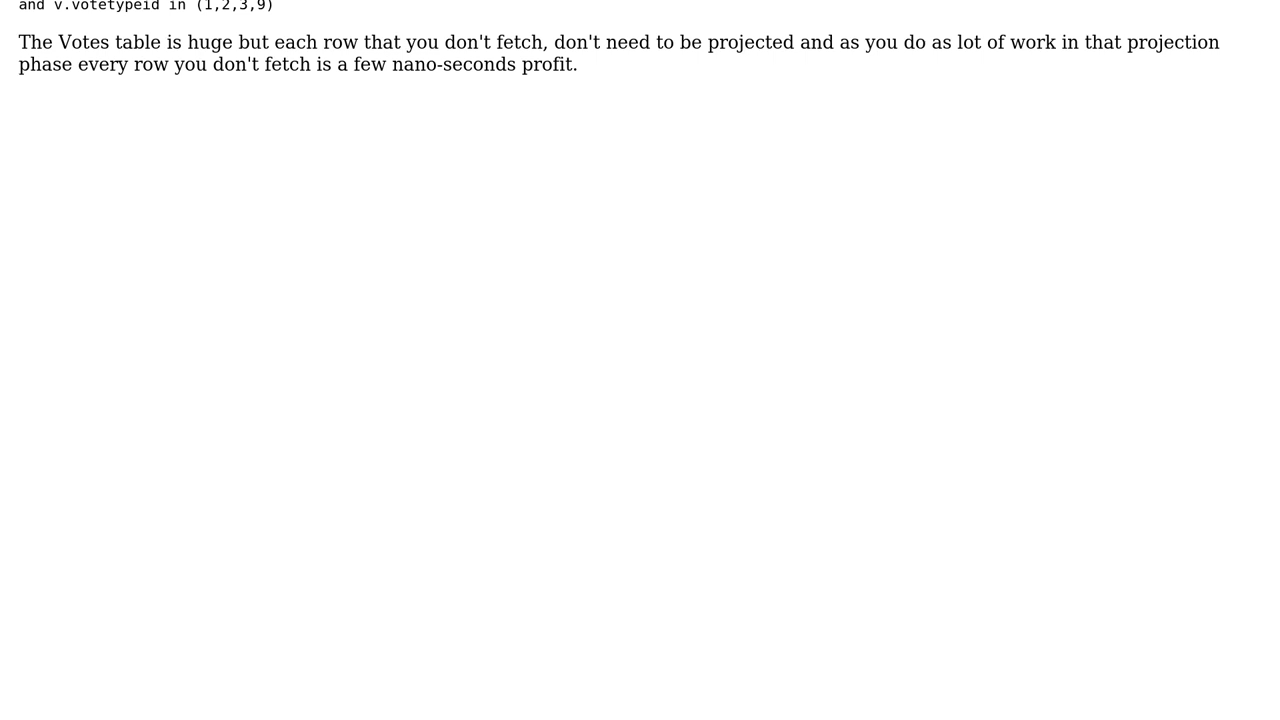 and v.votetypeid in (1,2,3,9)
The Votes table is huge but each row that you don't fetch, don't need to be projected and as you do as lot of work in that projection
phase every row you don't fetch is a few nano-seconds profit.